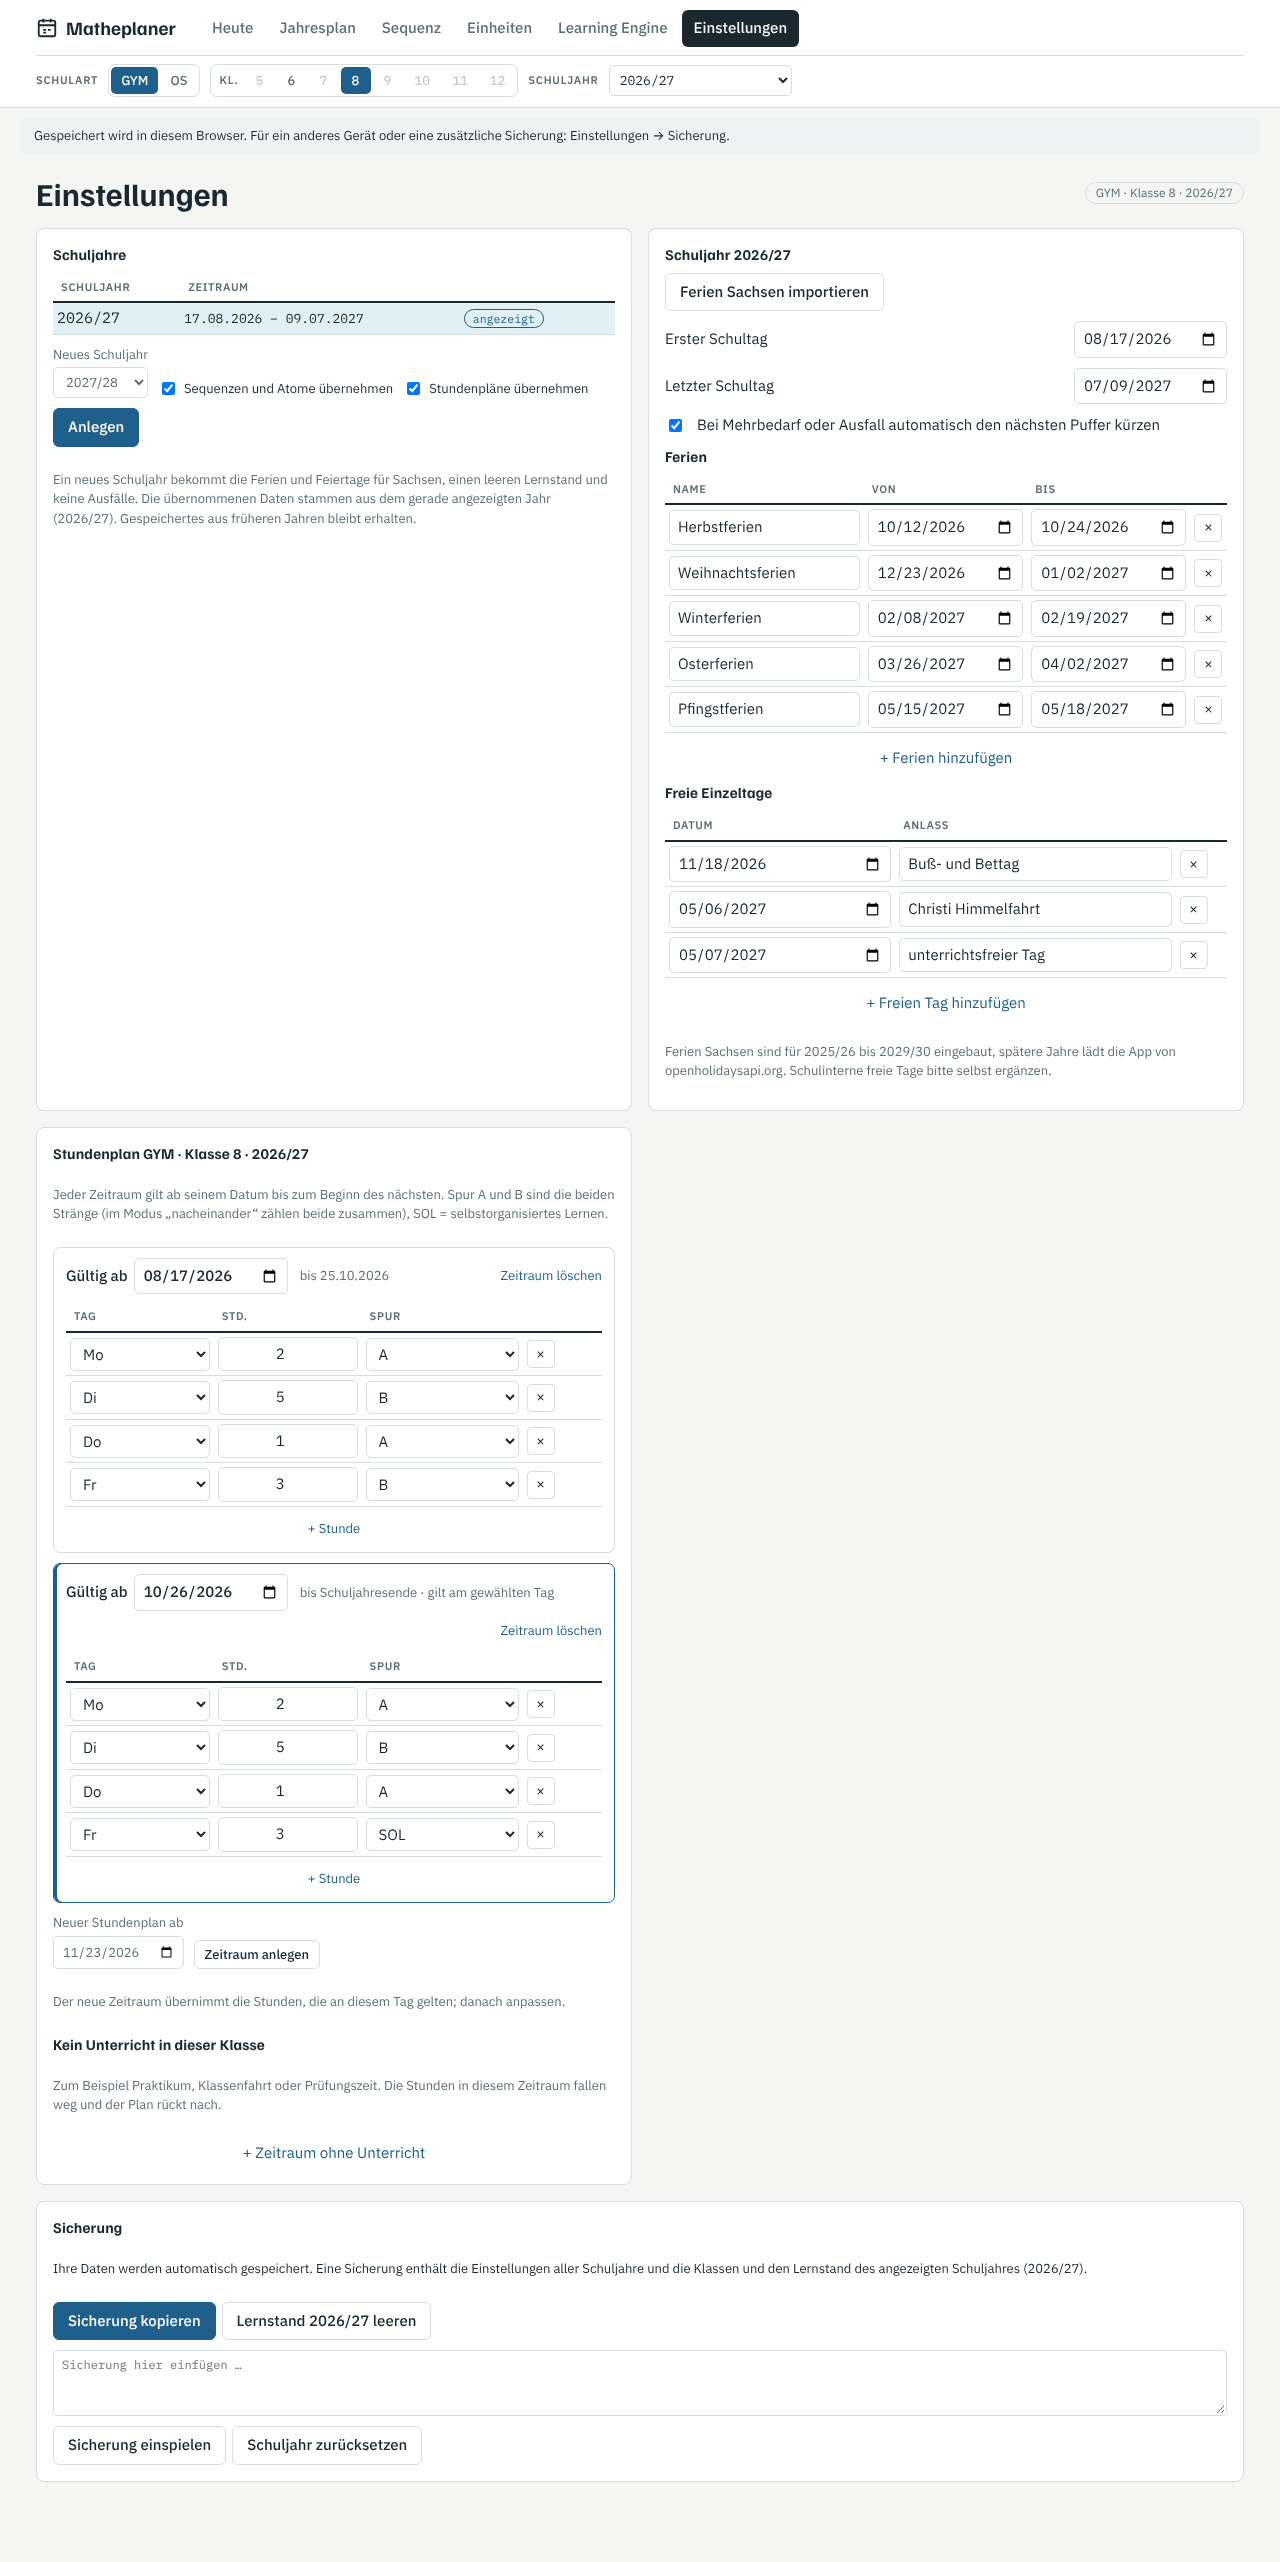 Matheplaner Heute Jahresplan Sequenz Einheiten Learning Engine Einstellungen
SCHULART GYM OS KL. 5 6 7 8 9 10 11 12 SCHULJAHR 2026/27
Gespeichert wird in diesem Browser. Für ein anderes Gerät oder eine zusätzliche Sicherung: Einstellungen → Sicherung.
Einstellungen
GYM · Klasse 8 · 2026/27
Schuljahre
SCHULJAHR ZEITRAUM
2026/27 17.08.2026 – 09.07.2027 angezeigt
Neues Schuljahr
2027/28 Sequenzen und Atome übernehmen Stundenpläne übernehmen
Anlegen
Ein neues Schuljahr bekommt die Ferien und Feiertage für Sachsen, einen leeren Lernstand und
keine Ausfälle. Die übernommenen Daten stammen aus dem gerade angezeigten Jahr
(2026/27). Gespeichertes aus früheren Jahren bleibt erhalten.
Schuljahr 2026/27
Ferien Sachsen importieren
Erster Schultag 08/17/2026
Letzter Schultag 07/09/2027
Bei Mehrbedarf oder Ausfall automatisch den nächsten Puffer kürzen
Ferien
NAME VON BIS
Herbstferien 10/12/2026 10/24/2026 ×
Weihnachtsferien 12/23/2026 01/02/2027 ×
Winterferien 02/08/2027 02/19/2027 ×
Osterferien 03/26/2027 04/02/2027 ×
Pfingstferien 05/15/2027 05/18/2027 ×
+ Ferien hinzufügen
Freie Einzeltage
DATUM ANLASS
11/18/2026 Buß- und Bettag ×
05/06/2027 Christi Himmelfahrt ×
05/07/2027 unterrichtsfreier Tag ×
+ Freien Tag hinzufügen
Ferien Sachsen sind für 2025/26 bis 2029/30 eingebaut, spätere Jahre lädt die App von
openholidaysapi.org. Schulinterne freie Tage bitte selbst ergänzen.
Stundenplan GYM · Klasse 8 · 2026/27
Jeder Zeitraum gilt ab seinem Datum bis zum Beginn des nächsten. Spur A und B sind die beiden
Stränge (im Modus „nacheinander“ zählen beide zusammen), SOL = selbstorganisiertes Lernen.
Gültig ab 08/17/2026 bis 25.10.2026 Zeitraum löschen
TAG STD. SPUR
Mo 2 A ×
Di 5 B ×
Do 1 A ×
Fr 3 B ×
+ Stunde
Gültig ab 10/26/2026 bis Schuljahresende · gilt am gewählten Tag
Zeitraum löschen
TAG STD. SPUR
Mo 2 A ×
Di 5 B ×
Do 1 A ×
Fr 3 SOL ×
+ Stunde
Neuer Stundenplan ab
11/23/2026 Zeitraum anlegen
Der neue Zeitraum übernimmt die Stunden, die an diesem Tag gelten; danach anpassen.
Kein Unterricht in dieser Klasse
Zum Beispiel Praktikum, Klassenfahrt oder Prüfungszeit. Die Stunden in diesem Zeitraum fallen
weg und der Plan rückt nach.
+ Zeitraum ohne Unterricht
Sicherung
Ihre Daten werden automatisch gespeichert. Eine Sicherung enthält die Einstellungen aller Schuljahre und die Klassen und den Lernstand des angezeigten Schuljahres (2026/27).
Sicherung kopieren Lernstand 2026/27 leeren
Sicherung hier einfügen …
Sicherung einspielen Schuljahr zurücksetzen